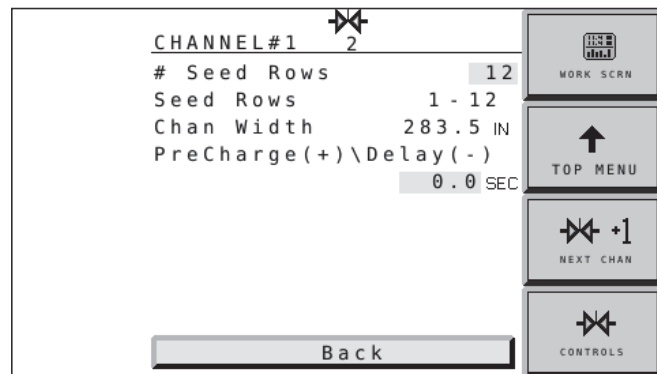 CHANNEL#1 2
# Seed Rows 12
Seed Rows 1-12
Chan Width 283.5 IN
PreCharge(+)\Delay(-)
0.0 SEC
Back
WORK SCRN
TOP MENU
+1
NEXT CHAN
CONTROLS